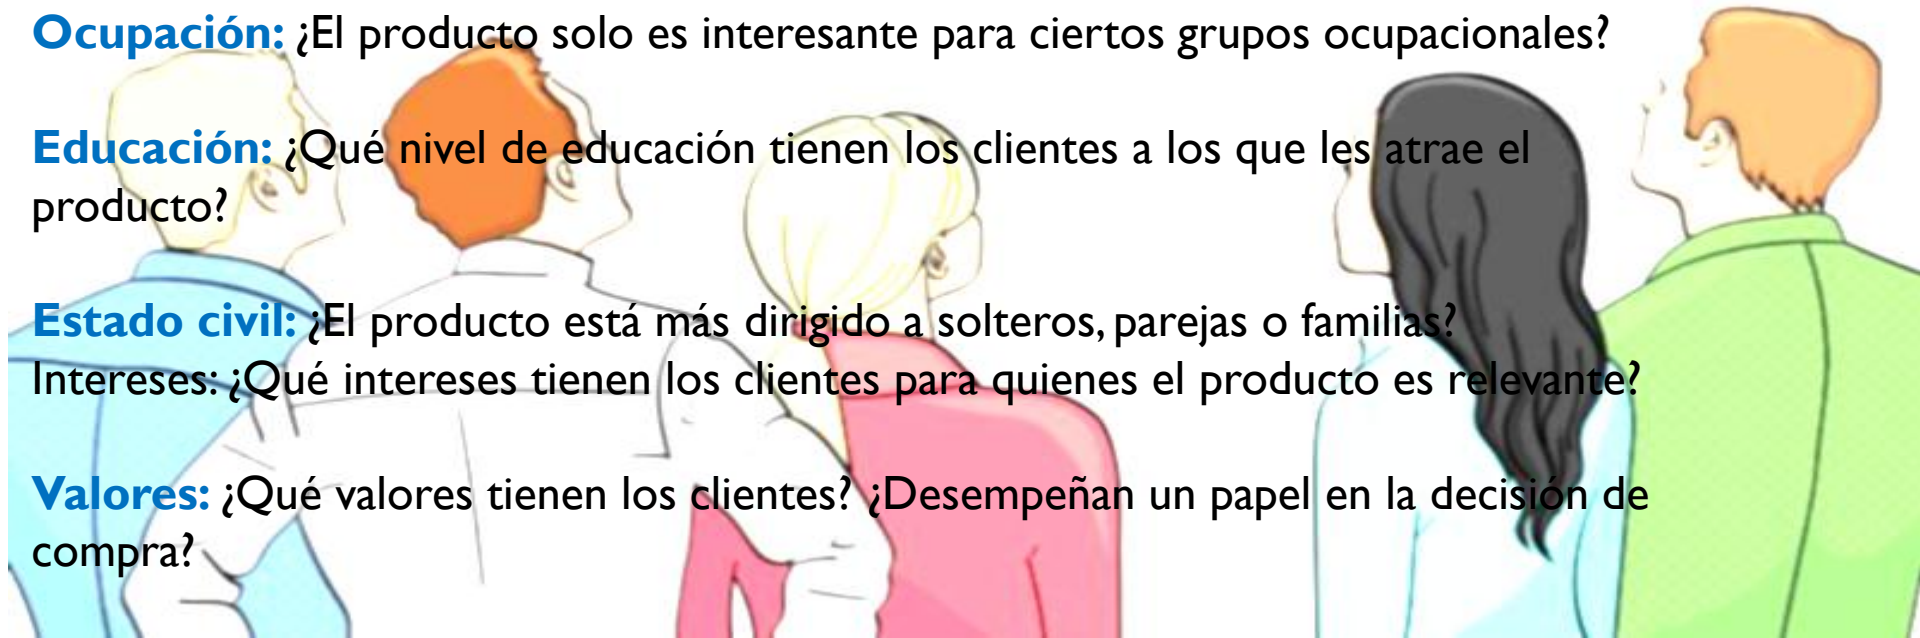 Ocupación: ¿El producto solo es interesante para ciertos grupos ocupacionales?
Educación: ¿Qué nivel de educación tienen los clientes a los que les atrae el
producto?
Estado civil: ¿El producto está más dirigido a solteros, parejas o familias?
Intereses: ¿Qué intereses tienen los clientes para quienes el producto es relevante?
Valores: ¿Qué valores tienen los clientes? ¿Desempeñan un papel en la decisión de
compra?